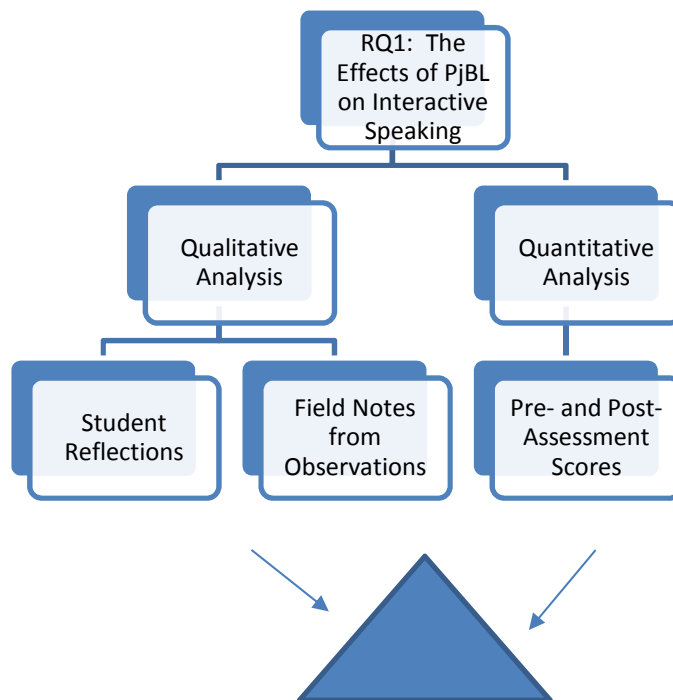 RQ1:  The
Effects of PjBL
on Interactive
Speaking
Qualitative
Analysis
Quantitative
Analysis
Student
Reflections
Field Notes
from
Observations
Pre- and Post-
Assessment
Scores